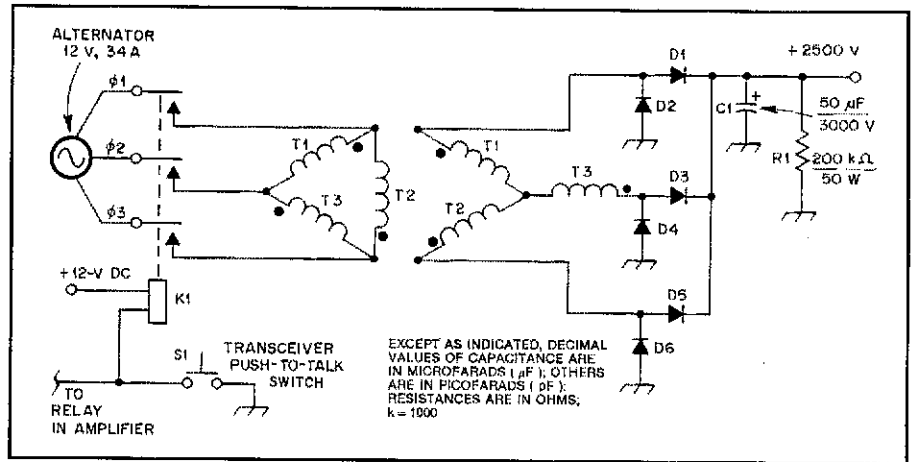 ALTERNATOR
12 V, 34 A
ϕ1
ϕ2
ϕ3
+12-V DC
K1
S1
TRANSCEIVER
PUSH-TO-TALK
SWITCH
TO
RELAY
IN AMPLIFIER
T1
T3
T2
T1
T2
T3
D1
D2
D3
D4
D5
D6
+2500 V
C1
+
50 µF
3000 V
R1
200 kΩ
50 W
EXCEPT AS INDICATED, DECIMAL
VALUES OF CAPACITANCE ARE
IN MICROFARADS ( µF ); OTHERS
ARE IN PICOFARADS ( pF );
RESISTANCES ARE IN OHMS;
k = 1000